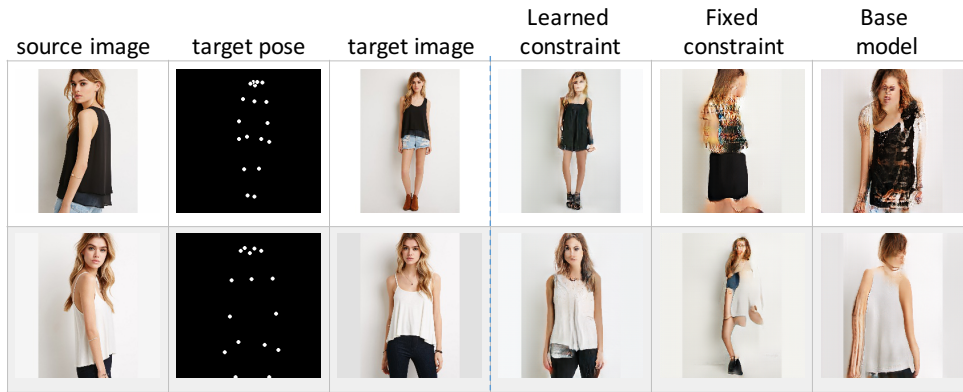 source image
target pose
target image
Learned
constraint
Fixed
constraint
Base
model